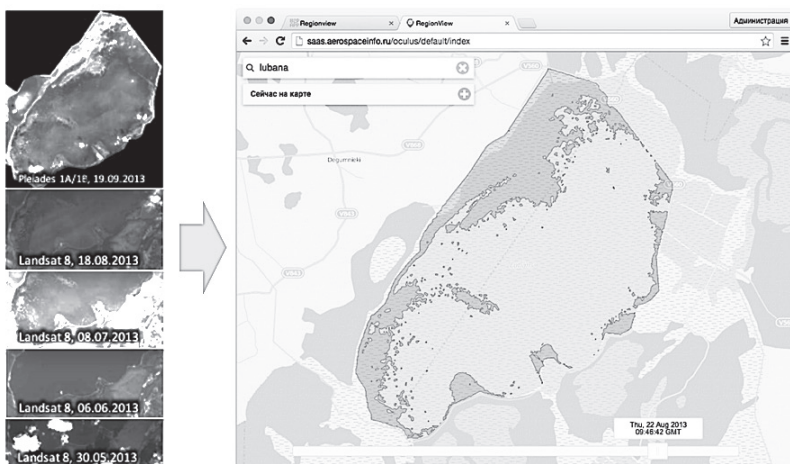 Pleiades 1A/1B, 19.09.2013
Landsat 8, 18.08.2013
Landsat 8, 08.07.2013
Landsat 8, 06.06.2013
Landsat 8, 30.05.2013
Regionview
RegionView
Администрация
saas.aerospaceinfo.ru/oculus/default/index
lubana
Сейчас на карте
Degumnieki
Thu, 22 Aug 2013
09:46:42 GMT